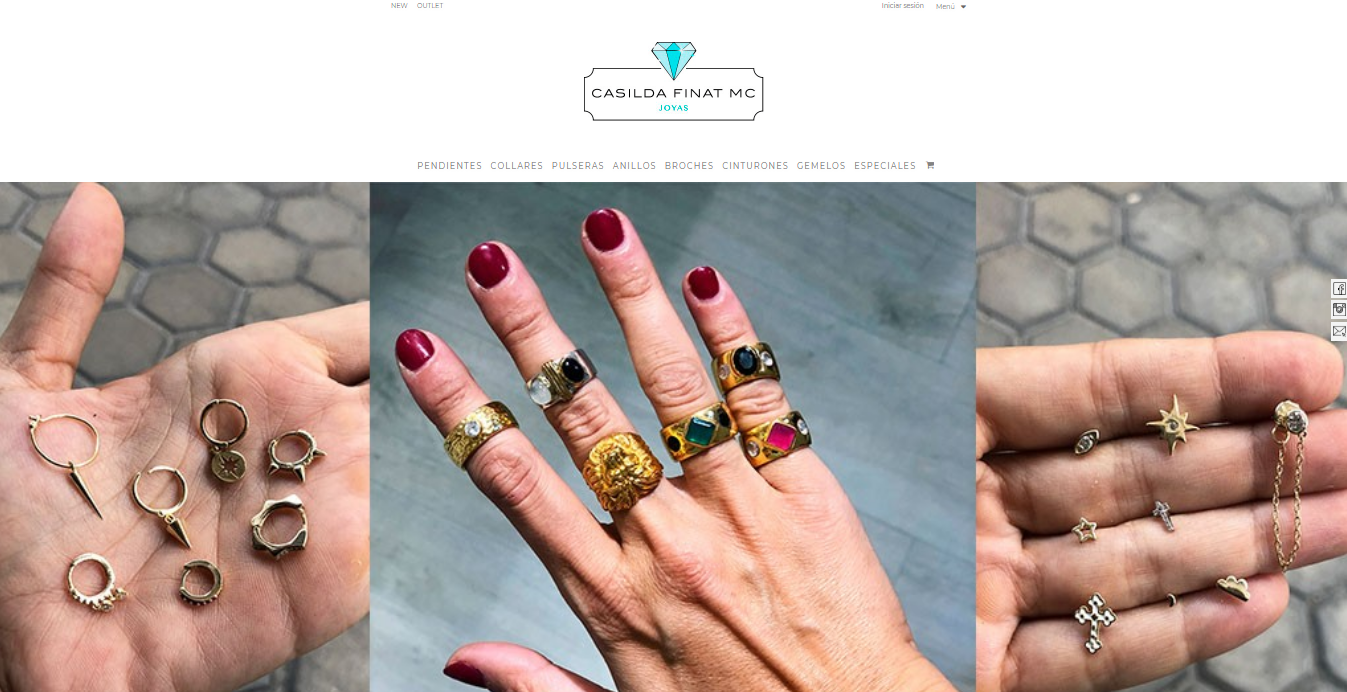 NEW OUTLET Iniciar sesión Menú
CASILDA FINAT MC
JOYAS
PENDIENTES COLLARES PULSERAS ANILLOS BROCHES CINTURONES GEMELOS ESPECIALES